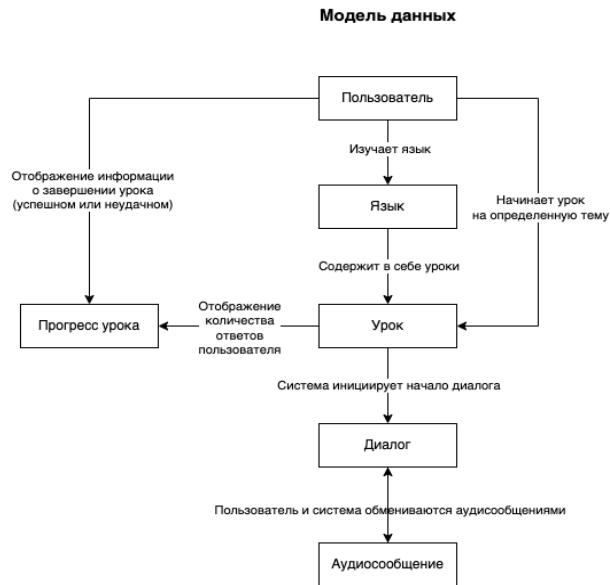 Модель данных
Пользователь
Изучает язык
Отображение информации
о завершении урока
(успешном или неудачном)
Язык
Начинает урок
на определенную тему
Содержит в себе уроки
Прогресс урока
Отображение
количества
ответов
пользователя
Урок
Система инициирует начало диалога
Диалог
Пользователь и система обмениваются аудисообщениями
Аудиосообщение